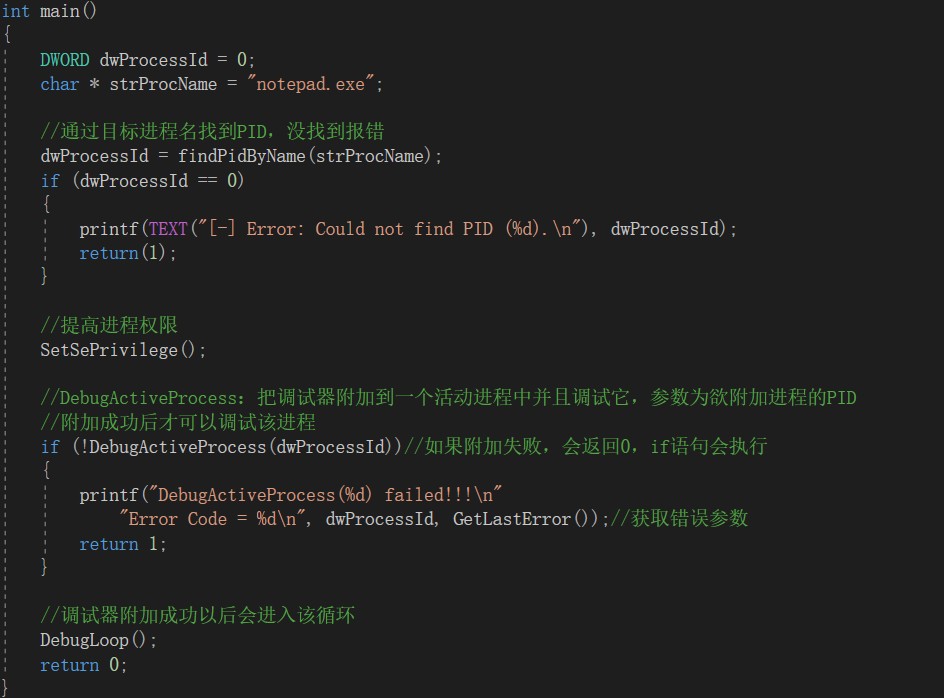 int main()
{
DWORD dwProcessId = 0;
char * strProcName = "notepad.exe";
//通过目标进程名找到PID，没找到报错
dwProcessId = findPidByName(strProcName);
if (dwProcessId == 0)
{
printf(TEXT("[-] Error: Could not find PID (%d).\n"), dwProcessId);
return(1);
}
//提高进程权限
SetSePrivilege();
//DebugActiveProcess：把调试器附加到一个活动进程中并且调试它，参数为欲附加进程的PID
//附加成功后才可以调试该进程
if (!DebugActiveProcess(dwProcessId))//如果附加失败，会返回0，if语句会执行
{
printf("DebugActiveProcess(%d) failed!!!\n"
"Error Code = %d\n", dwProcessId, GetLastError());//获取错误参数
return 1;
}
//调试器附加成功以后会进入该循环
DebugLoop();
return 0;
}